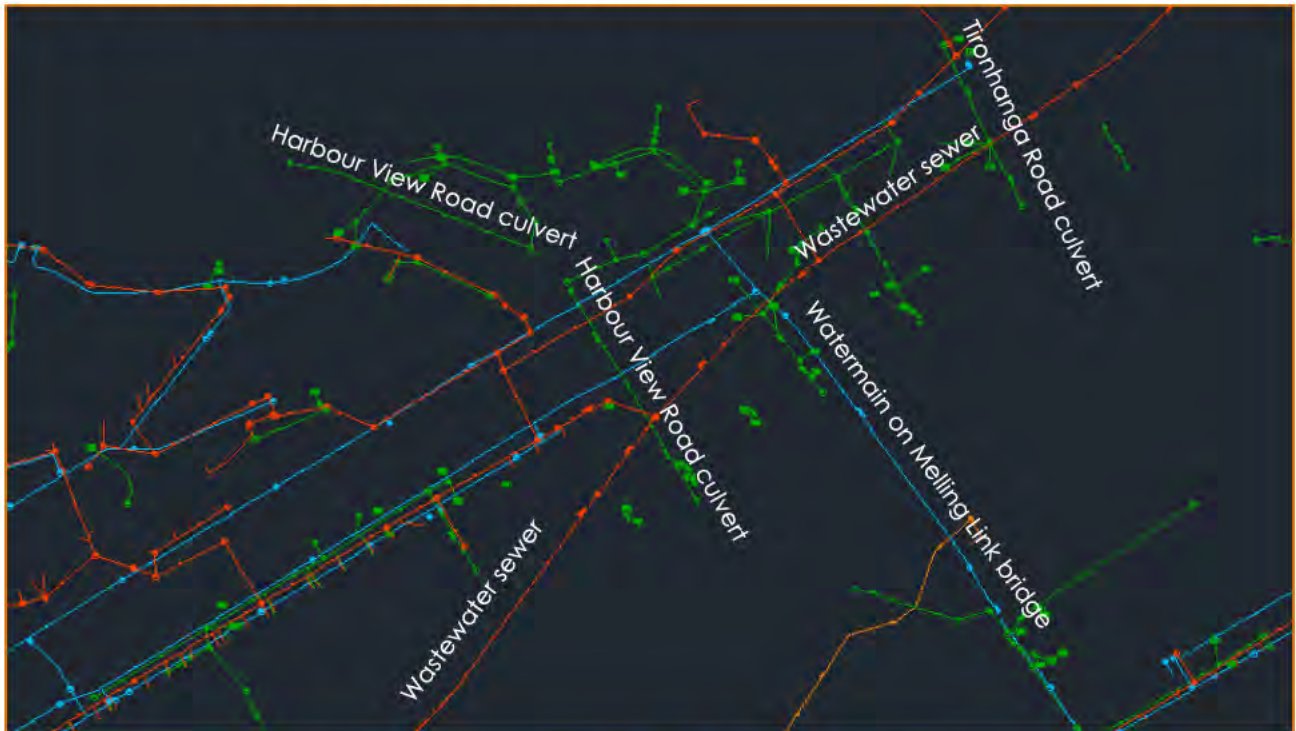 Tironhanga Road culvert
Harbour View Road culvert
Wastewater sewer
Harbour View Road culvert
Watermain on Melling Link bridge
Wastewater sewer